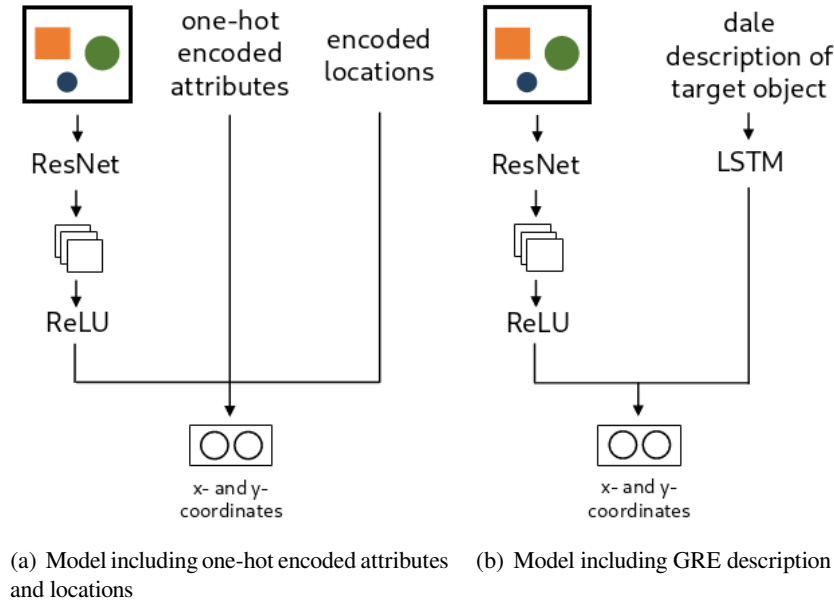 one-hot
encoded
attributes
encoded
locations
ResNet
ReLU
x- and y-
coordinates
(a) Model including one-hot encoded attributes
and locations
dale
description of
target object
ResNet
LSTM
ReLU
x- and y-
coordinates
(b) Model including GRE description